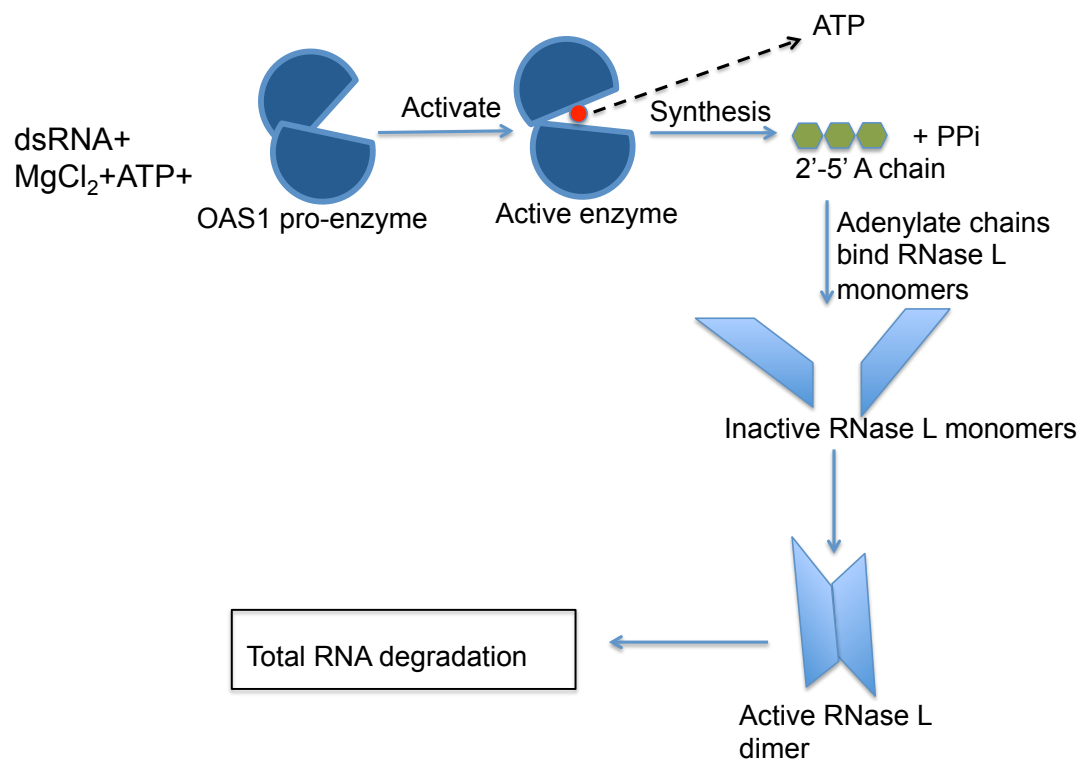 ATP
Activate
Synthesis
dsRNA+
MgCl₂+ATP+
+ PPi
2’-5’ A chain
OAS1 pro-enzyme
Active enzyme
Adenylate chains
bind RNase L
monomers
Inactive RNase L monomers
Total RNA degradation
Active RNase L
dimer